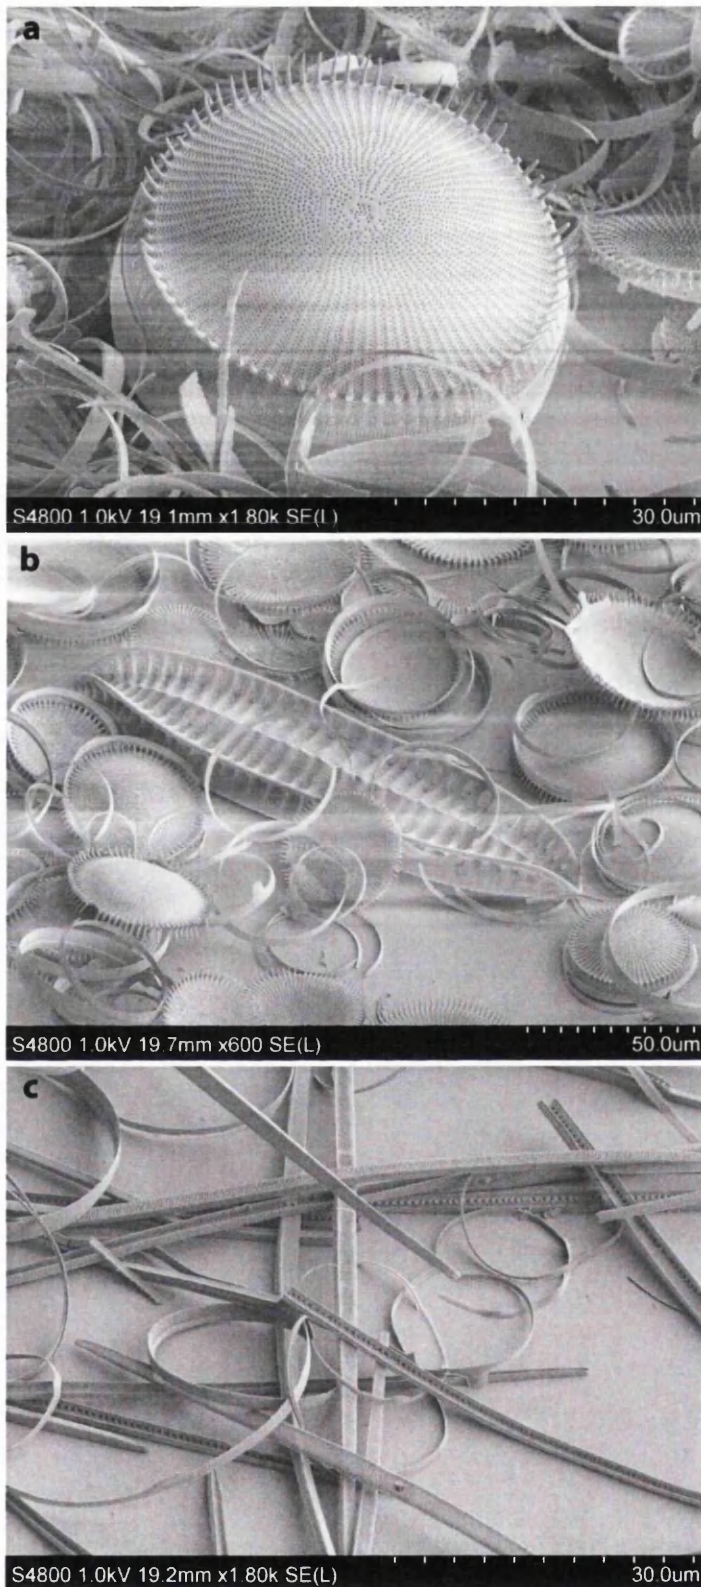 a
S4800 1.0kV 19.1mm x1.80k SE(L) 30.0um
b
S4800 1.0kV 19.7mm x600 SE(L) 50.0um
c
S4800 1.0kV 19.2mm x1.80k SE(L) 30.0um